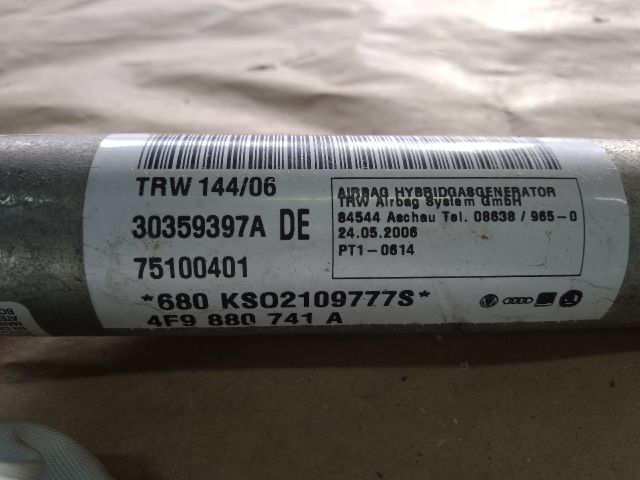 TRW 144/06
30359397A DE
75100401
*680 KSO2109777S*
4F9 880 741 A
AIRBAG HYBRIDGASGENERATOR
TRW Airbag System GmbH
84544 Aschau Tel. 08638 / 965-0
24.05.2006
PT1-0614